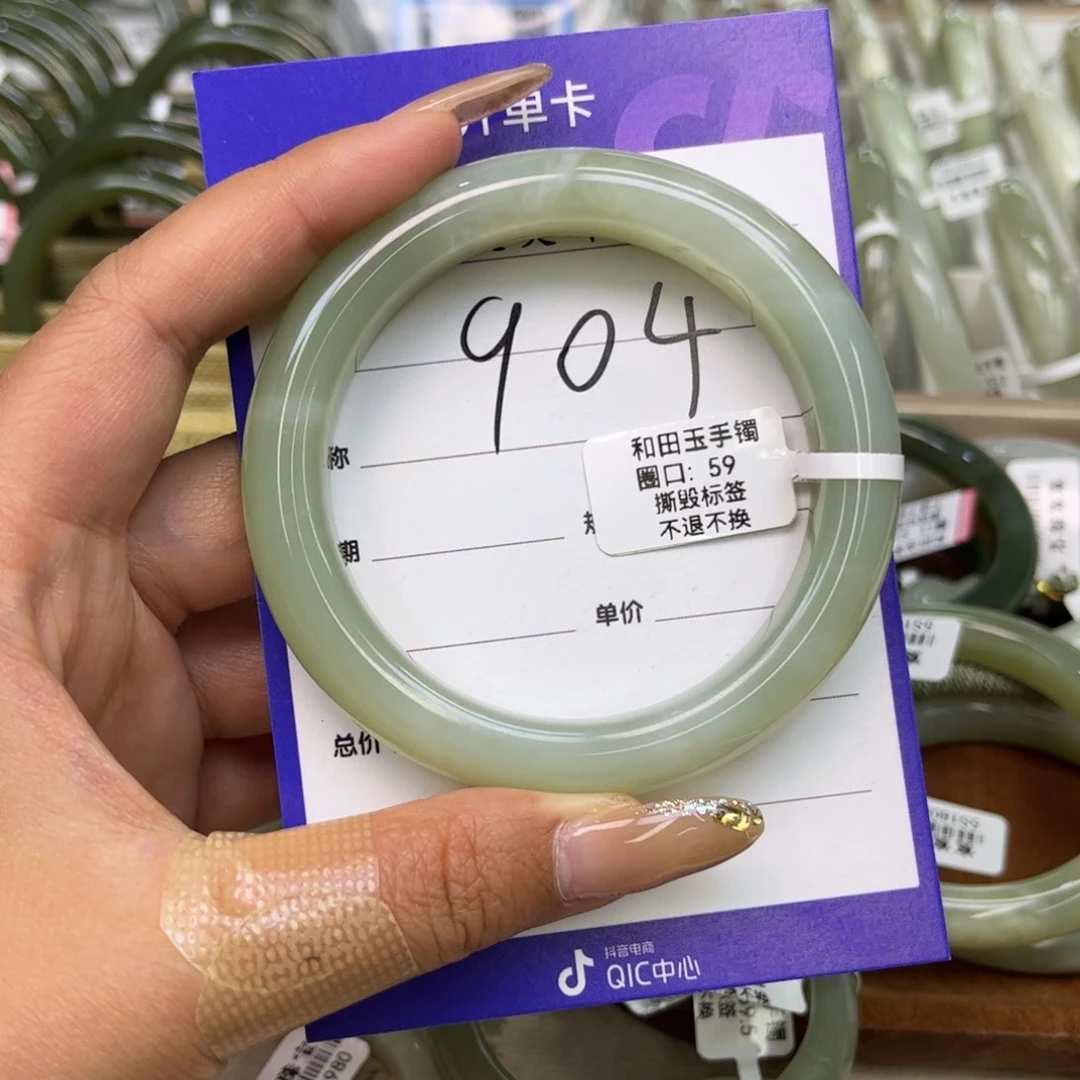 单卡
904
和田玉手镯
圈口: 59
撕毁标签
不退不换
称
期
单价
总价
抖音电商
QIC中心
980